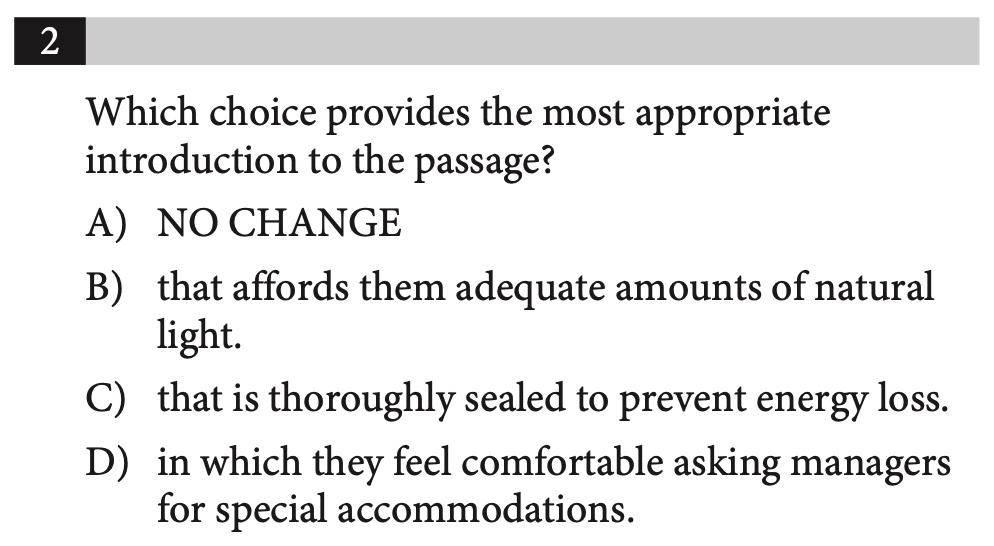 2
Which choice provides the most appropriate
introduction to the passage?
A) NO CHANGE
B) that affords them adequate amounts of natural
light.
C) that is thoroughly sealed to prevent energy loss.
D) in which they feel comfortable asking managers
for special accommodations.